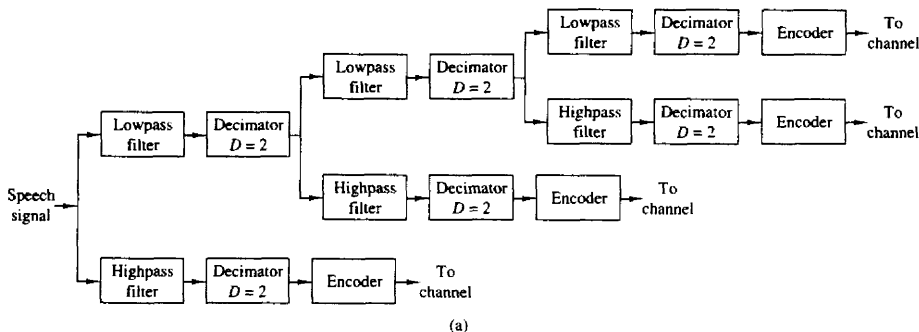 Lowpass
filter
Decimator
D = 2
Encoder
To
channel
Lowpass
filter
Decimator
D = 2
Highpass
filter
Decimator
D = 2
Encoder
To
channel
Lowpass
filter
Decimator
D = 2
Highpass
filter
Decimator
D = 2
Encoder
To
channel
Speech
signal
Highpass
filter
Decimator
D = 2
Encoder
To
channel
(a)